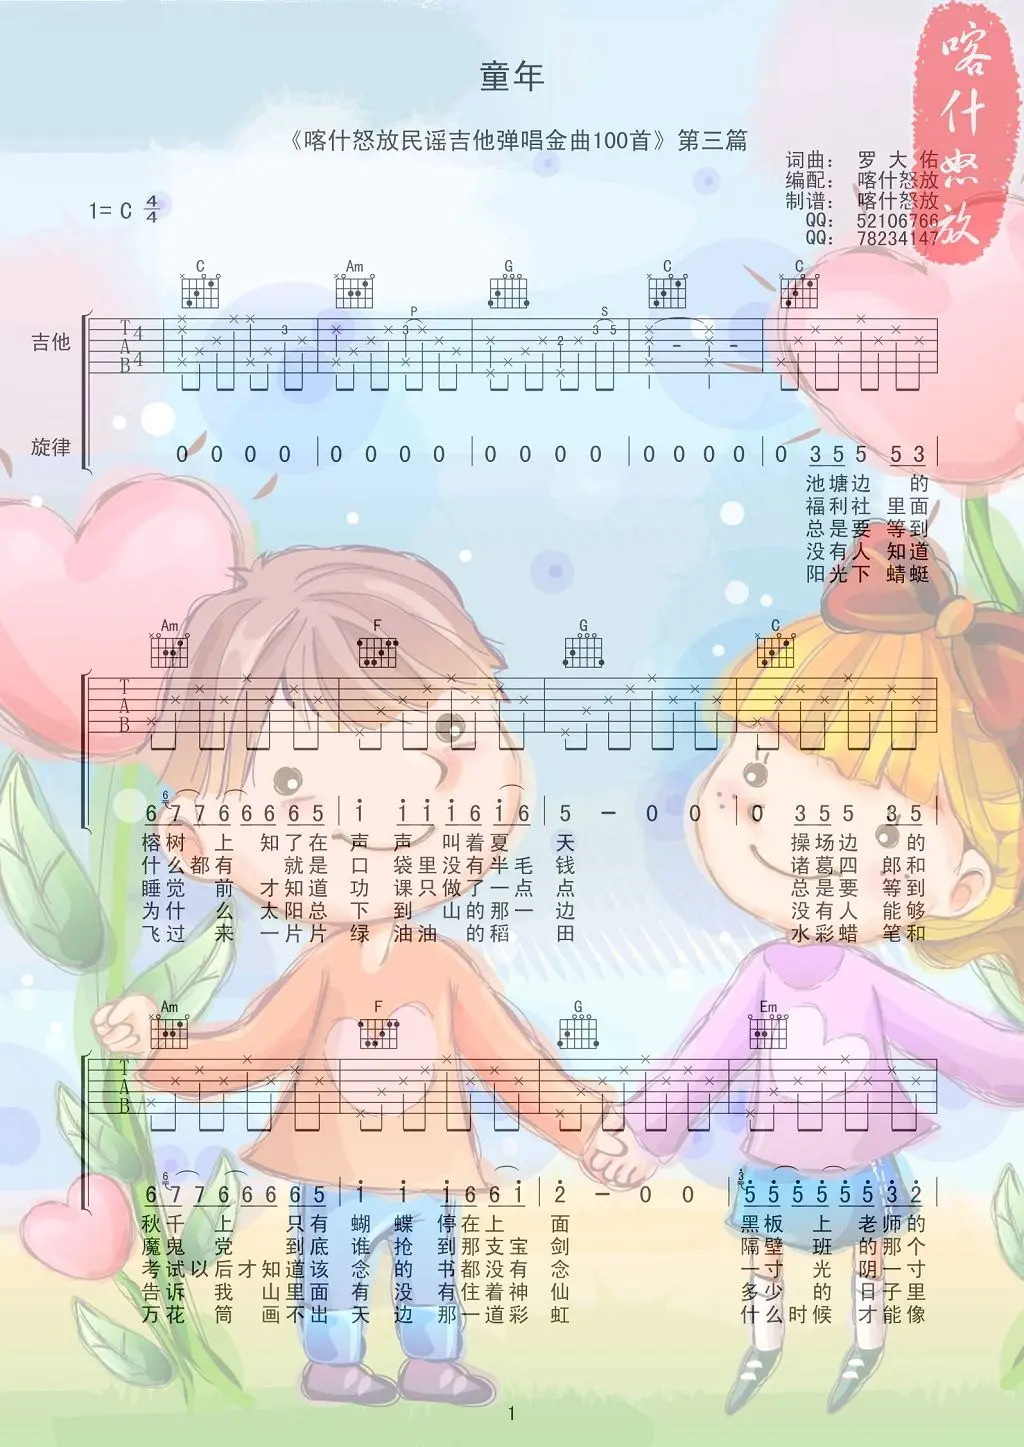 喀什怒放
童年
《喀什怒放民谣吉他弹唱金曲100首》第三篇
词曲： 罗 大 佑
编配： 喀什怒放
制谱： 喀什怒放
QQ： 52106766
QQ： 78234147
1= C 4/4
C Am G C C
P S
吉他 T A B 4 4 3 3 2 3 5
旋律 0 0 0 0 | 0 0 0 0 | 0 0 0 0 | 0 0 0 0 | 0 3 5 5 5 3
池塘边 的
福利社 里面
总是要 等到
没有人 知道
阳光下 蜻蜓
Am F G C
T A B
6 6 7 7 6 6 6 6 5 | i i i i 6 i 6 | 5 — 0 0 | 0 3 5 5 3 5
榕树 上 知了在 声 声 叫着夏 天 操场边 的
什么都有 就是 口 袋里没有半毛 钱 诸葛四 郎和
睡觉 前 才知道 功 课只做了一点 点 总是要 等到
为什 么 太阳总 下 到 山的那一 边 没有人 能够
飞过 来 一片片 绿 油油 的稻 田 水彩蜡 笔和
Am F G Em
T A B
6 6 7 7 6 6 6 6 5 | i i i 6 6 i | 2 — 0 0 | 3 5 5 5 5 5 5 3 2
秋千 上 只有 蝴 蝶 停在上 面 黑板 上 老师的
魔鬼 党 到底 谁 抢 到那支宝 剑 隔壁 班 的那个
考试以后才知道该 念 的 书都没有 念 一寸 光 阴一寸
告诉 我 山里面 有 没 有住着神 仙 多少 的 日子里
万花 筒 画不出 天 边 那一道彩 虹 什么时候 才能像
1